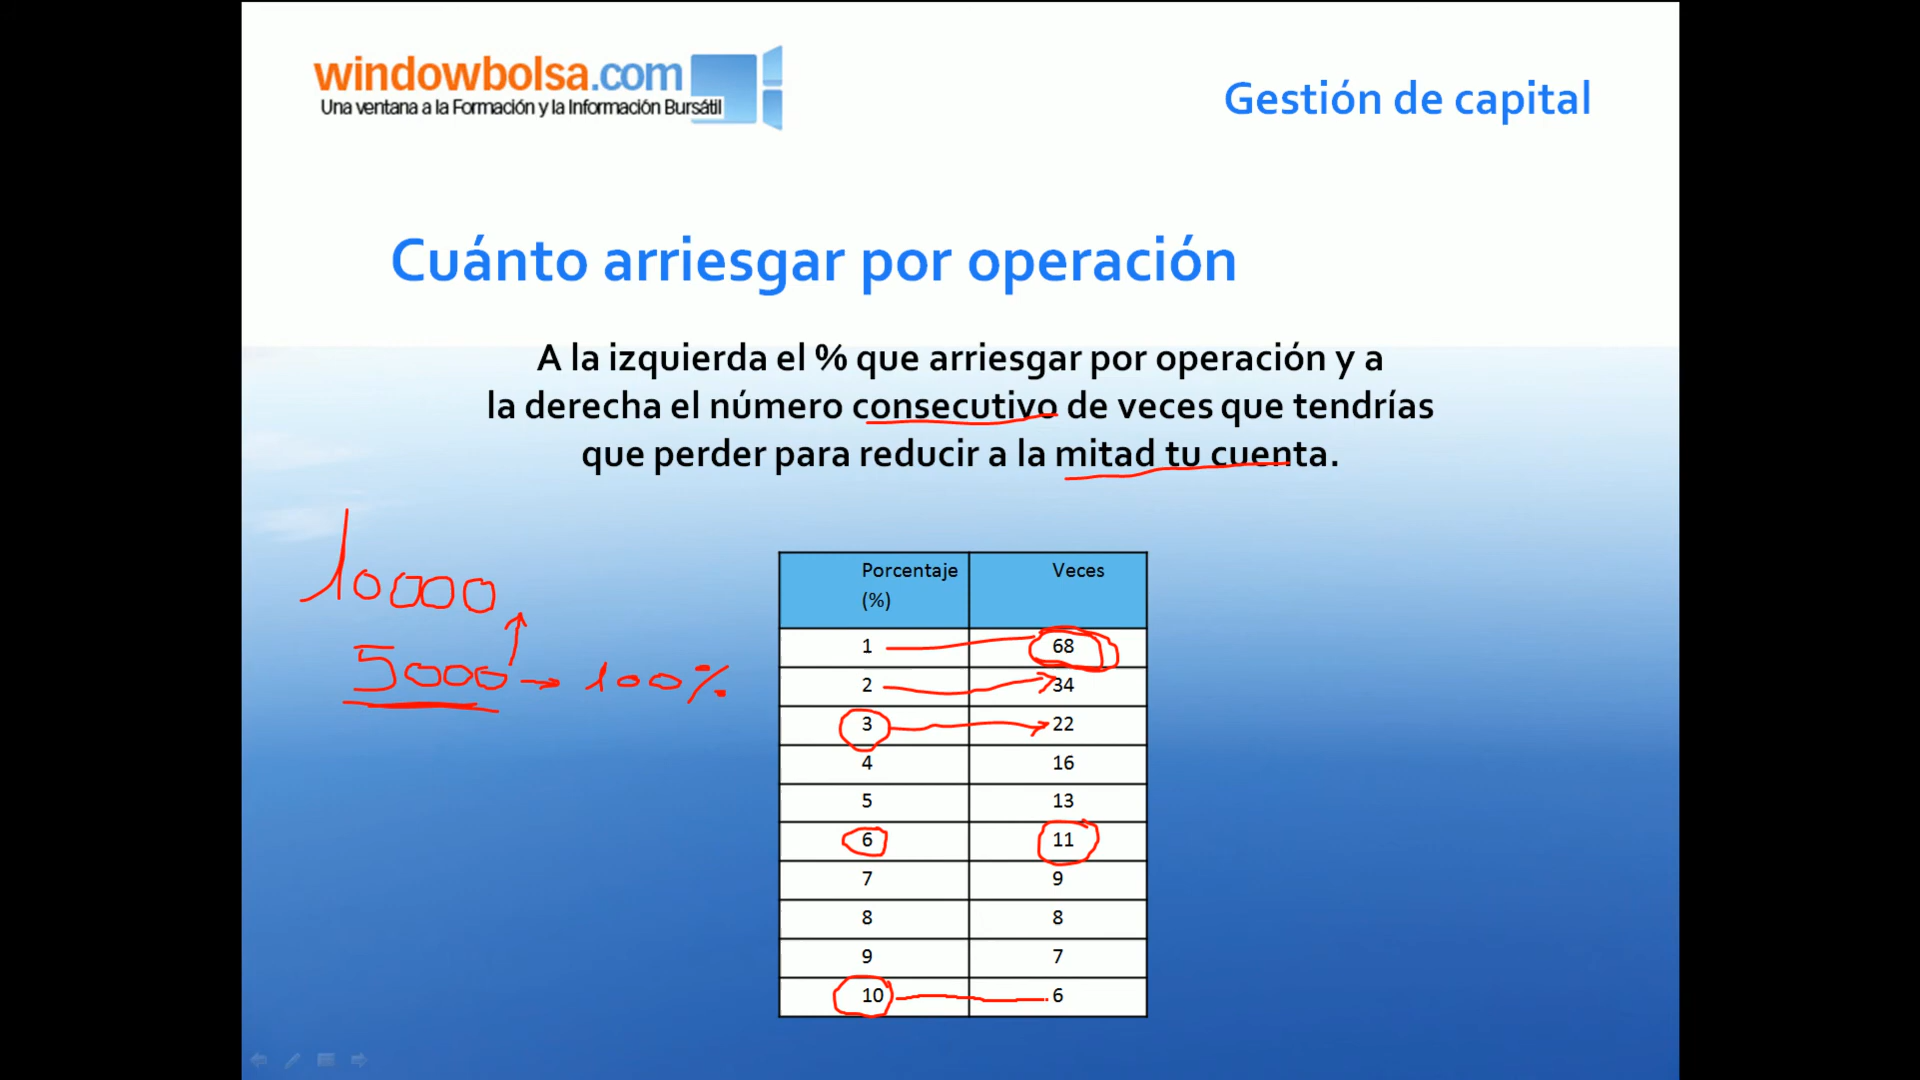 windowbolsa.com
Una ventana a la Formación y la Información Bursátil
Gestión de capital
Cuánto arriesgar por operación
A la izquierda el % que arriesgar por operación y a
la derecha el número consecutivo de veces que tendrías
que perder para reducir a la mitad tu cuenta.
10000
5000 → 100%
Porcentaje (%) Veces
1 68
2 34
3 22
4 16
5 13
6 11
7 9
8 8
9 7
10 6